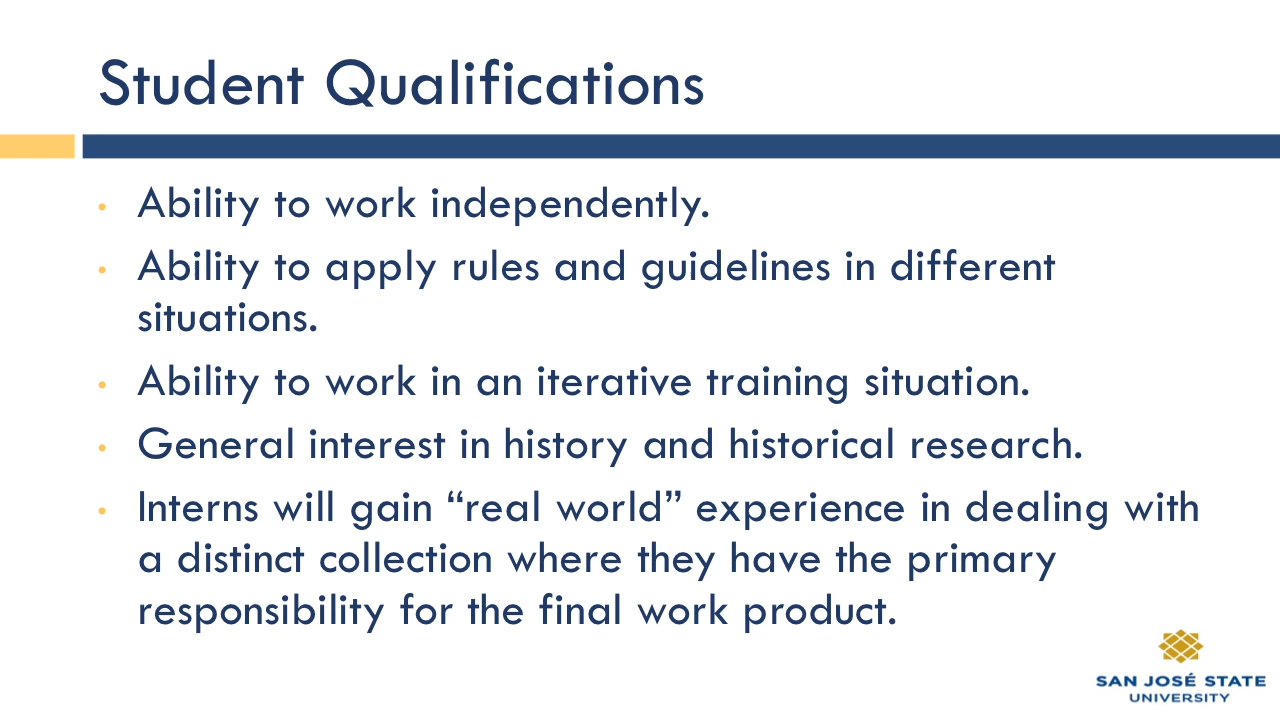 Student Qualifications
• Ability to work independently.
• Ability to apply rules and guidelines in different
situations.
• Ability to work in an iterative training situation.
• General interest in history and historical research.
• Interns will gain “real world” experience in dealing with
a distinct collection where they have the primary
responsibility for the final work product.
SAN JOSÉ STATE
UNIVERSITY